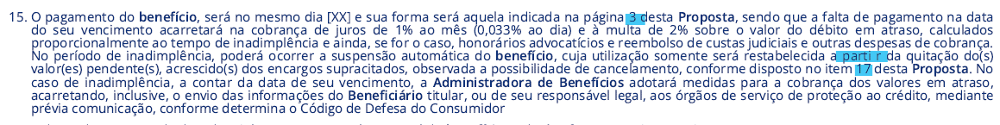 15. O pagamento do benefício, será no mesmo dia [XX] e sua forma será aquela indicada na página 3 desta Proposta, sendo que a falta de pagamento na data
do seu vencimento acarretará na cobrança de juros de 1% ao mês (0,033% ao dia) e à multa de 2% sobre o valor do débito em atraso, calculados
proporcionalmente ao tempo de inadimplência e ainda, se for o caso, honorários advocatícios e reembolso de custas judiciais e outras despesas de cobrança.
No período de inadimplência, poderá ocorrer a suspensão automática do benefício, cuja utilização somente será restabelecida a parti r da quitação do(s)
valor(es) pendente(s), acrescido(s) dos encargos supracitados, observada a possibilidade de cancelamento, conforme disposto no item 17 desta Proposta. No
caso de inadimplência, a contar da data de seu vencimento, a Administradora de Benefícios adotará medidas para a cobrança dos valores em atraso,
acarretando, inclusive, o envio das informações do Beneficiário titular, ou de seu responsável legal, aos órgãos de serviço de proteção ao crédito, mediante
prévia comunicação, conforme determina o Código de Defesa do Consumidor